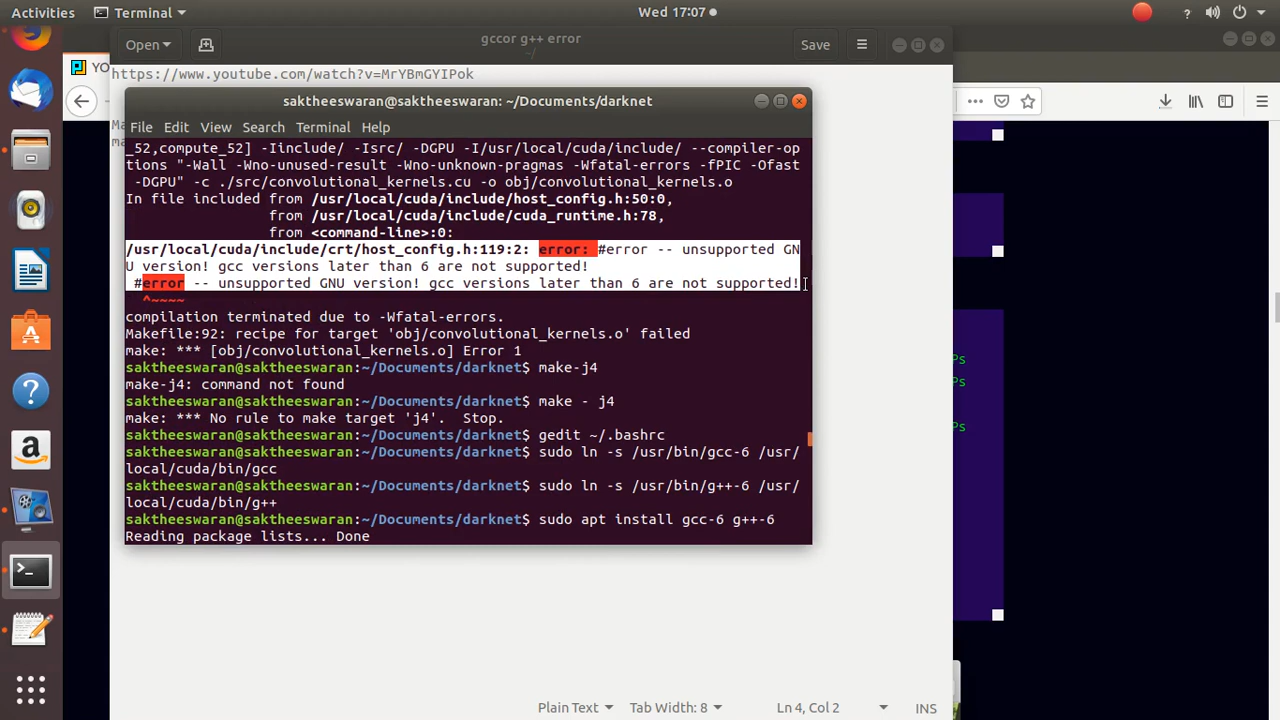 Activities
Terminal
Wed 17:07
?
Open
gccor g++ error
~/
Save
YO
https://www.youtube.com/watch?v=MrYBmGYIPok
saktheeswaran@saktheeswaran: ~/Documents/darknet
File Edit View Search Terminal Help
_52,compute_52] -Iinclude/ -Isrc/ -DGPU -I/usr/local/cuda/include/ --compiler-op
tions "-Wall -Wno-unused-result -Wno-unknown-pragmas -Wfatal-errors -fPIC -Ofast
-DGPU" -c ./src/convolutional_kernels.cu -o obj/convolutional_kernels.o
In file included from /usr/local/cuda/include/host_config.h:50:0,
from /usr/local/cuda/include/cuda_runtime.h:78,
from <command-line>:0:
/usr/local/cuda/include/crt/host_config.h:119:2: error: #error -- unsupported GN
U version! gcc versions later than 6 are not supported!
#error -- unsupported GNU version! gcc versions later than 6 are not supported!
^~~~~
compilation terminated due to -Wfatal-errors.
Makefile:92: recipe for target 'obj/convolutional_kernels.o' failed
make: *** [obj/convolutional_kernels.o] Error 1
saktheeswaran@saktheeswaran:~/Documents/darknet$ make-j4
make-j4: command not found
saktheeswaran@saktheeswaran:~/Documents/darknet$ make - j4
make: *** No rule to make target 'j4'.  Stop.
saktheeswaran@saktheeswaran:~/Documents/darknet$ gedit ~/.bashrc
saktheeswaran@saktheeswaran:~/Documents/darknet$ sudo ln -s /usr/bin/gcc-6 /usr/
local/cuda/bin/gcc
saktheeswaran@saktheeswaran:~/Documents/darknet$ sudo ln -s /usr/bin/g++-6 /usr/
local/cuda/bin/g++
saktheeswaran@saktheeswaran:~/Documents/darknet$ sudo apt install gcc-6 g++-6
Reading package lists... Done
Ps
Ps
Ps
Plain Text
Tab Width: 8
Ln 4, Col 2
INS